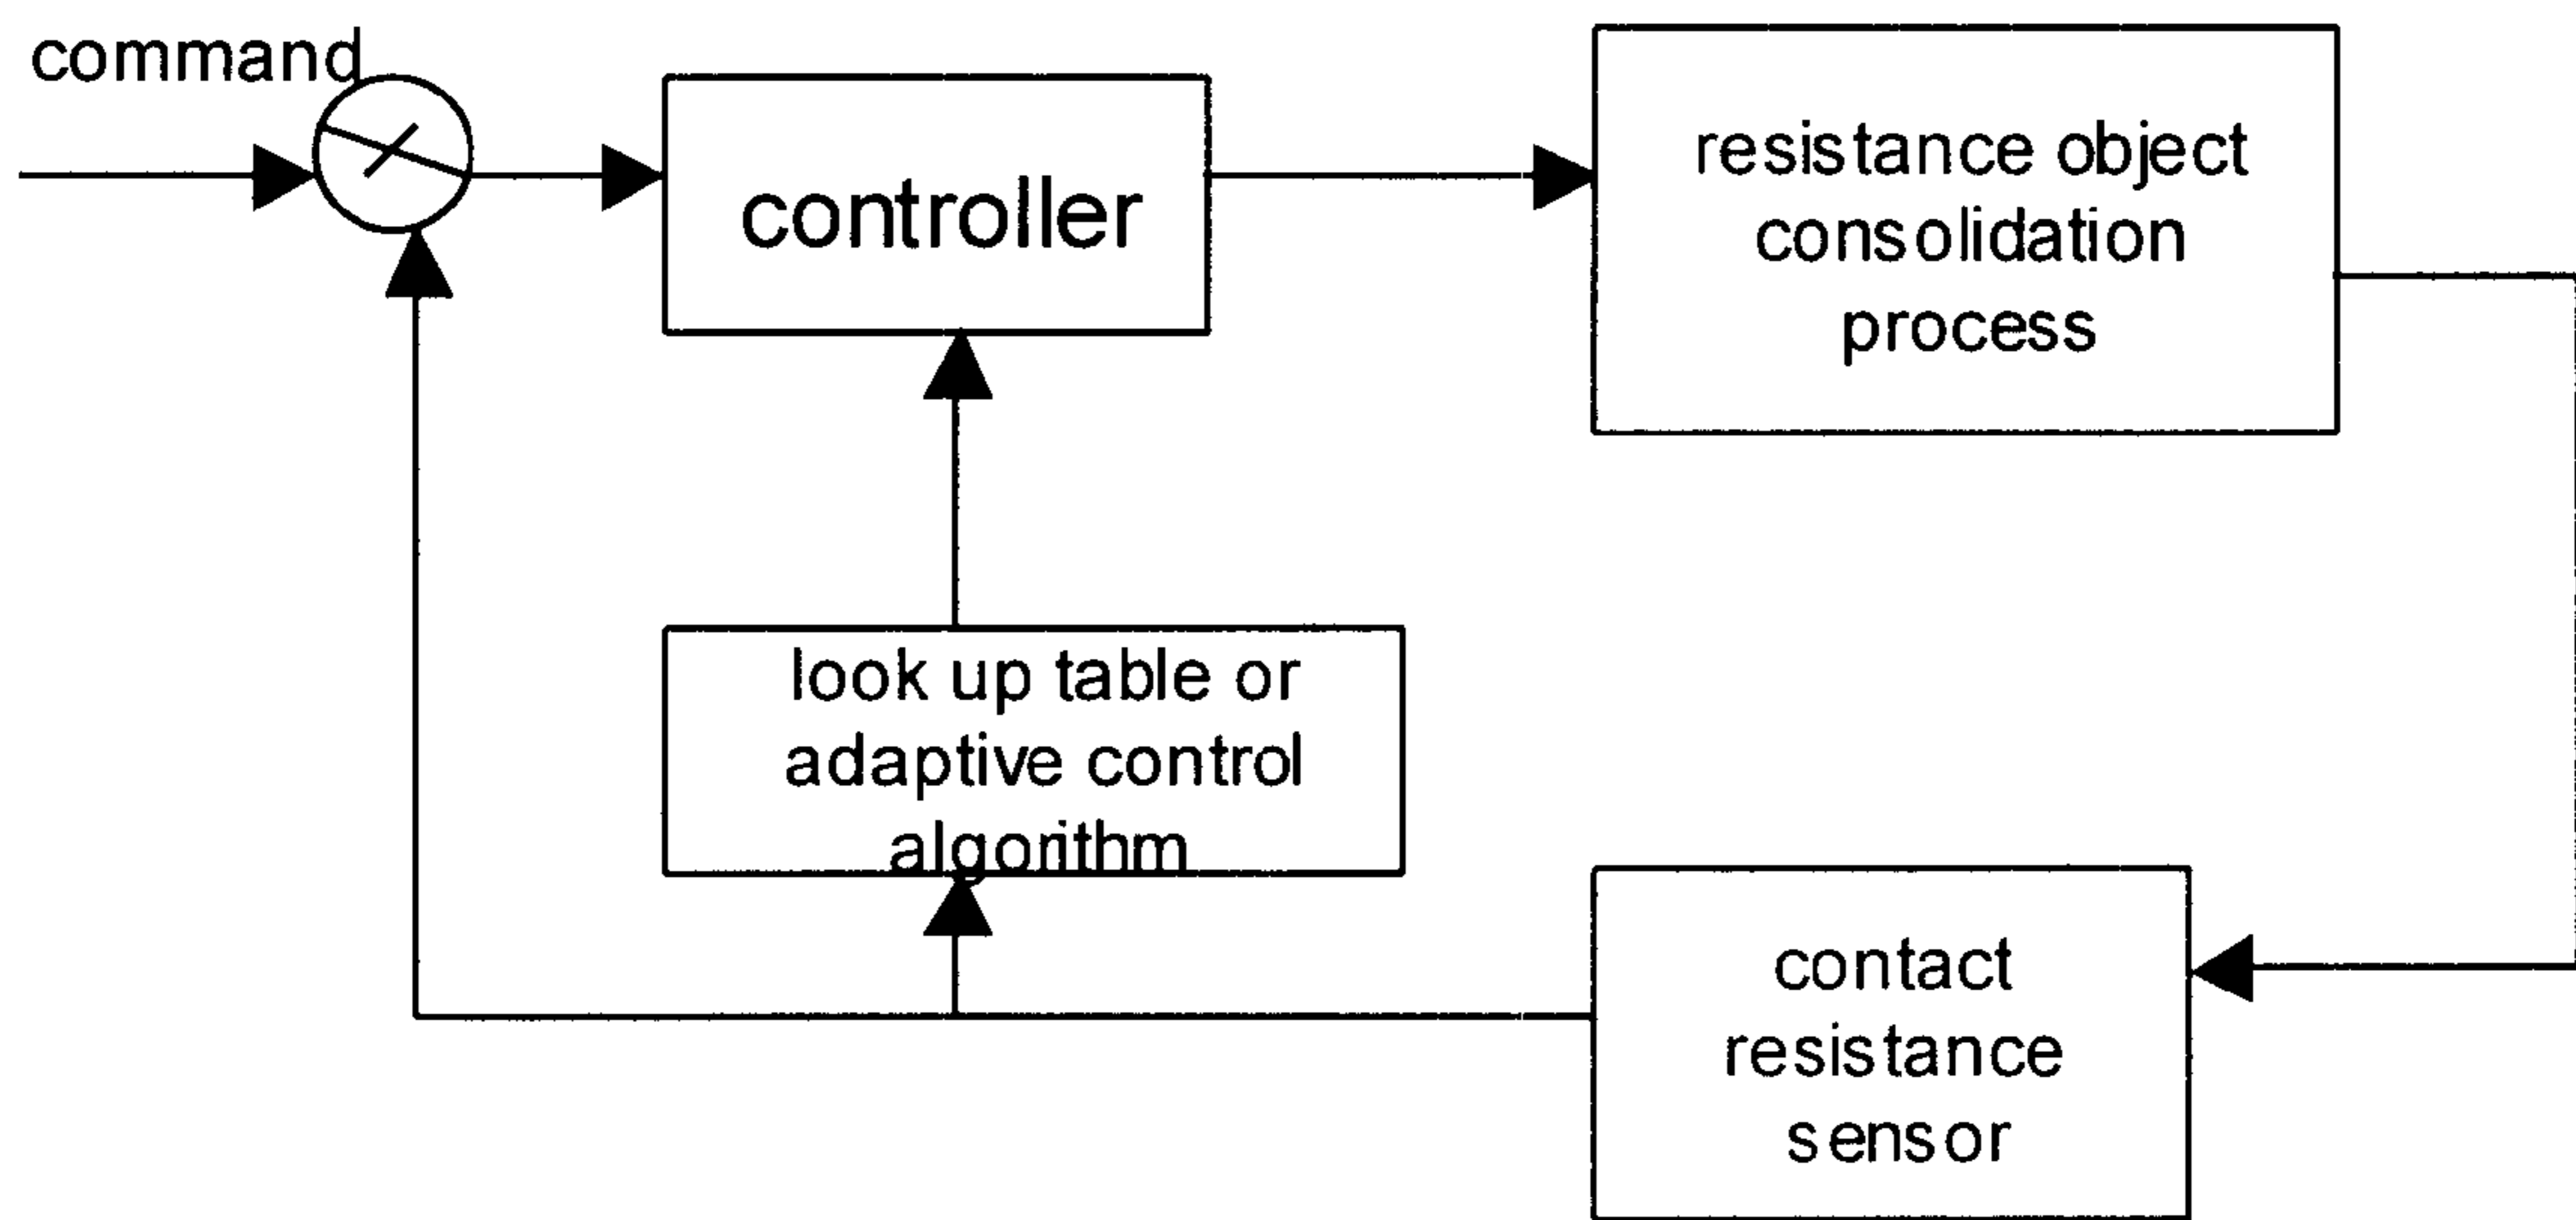 command
controller
resistance object
consolidation
process
look up table or
adaptive control
algorithm
contact
resistance
sensor